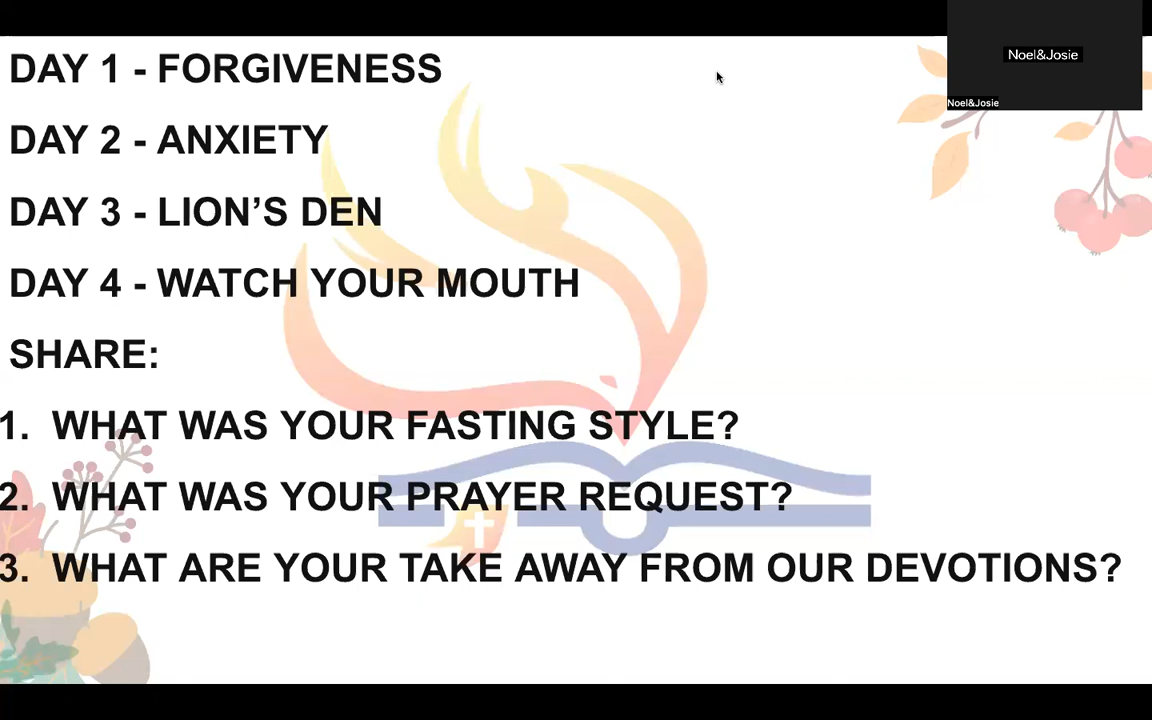 DAY 1 - FORGIVENESS
Noel&Josie
Noel&Josie
DAY 2 - ANXIETY
DAY 3 - LION’S DEN
DAY 4 - WATCH YOUR MOUTH
SHARE:
1. WHAT WAS YOUR FASTING STYLE?
2. WHAT WAS YOUR PRAYER REQUEST?
3. WHAT ARE YOUR TAKE AWAY FROM OUR DEVOTIONS?